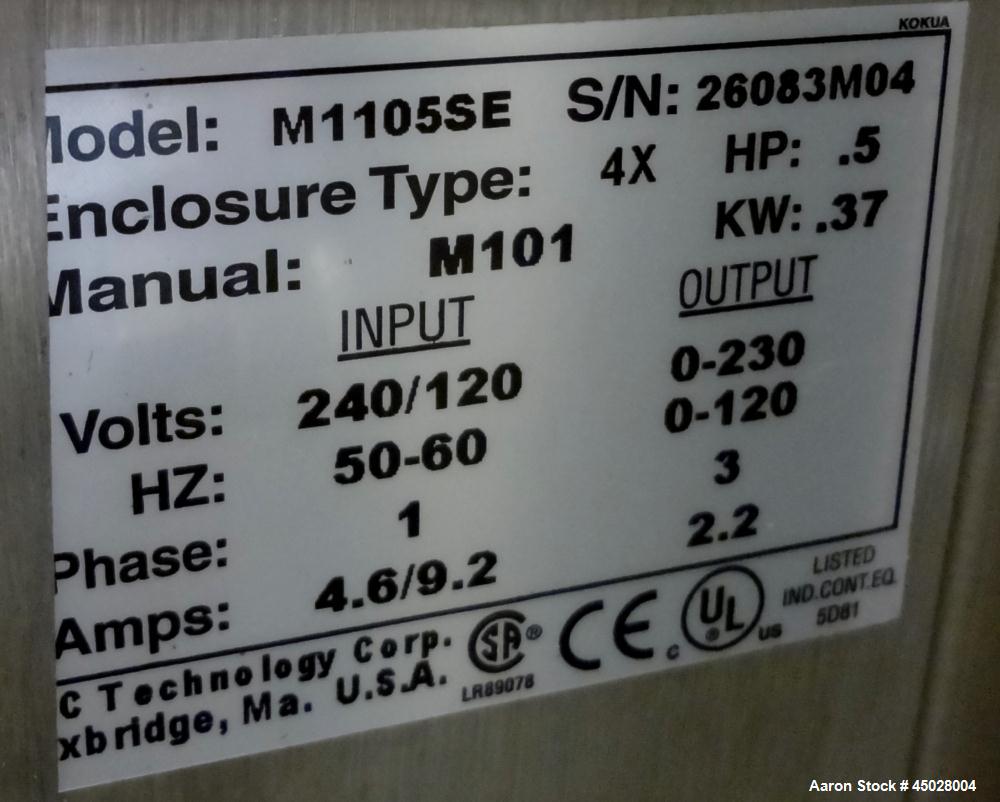 KOKUA
Model: M1105SE S/N: 26083M04
Enclosure Type: 4X HP: .5
Manual: M101 KW: .37
INPUT OUTPUT
Volts: 240/120 0-230
HZ: 50-60 0-120
Phase: 1 3
Amps: 4.6/9.2 2.2
C Technology Corp. SA® CE c UL® US LISTED
xbridge, Ma. U.S.A. LR89078 IND.CONT.EQ.
5D81
Aaron Stock # 45028004